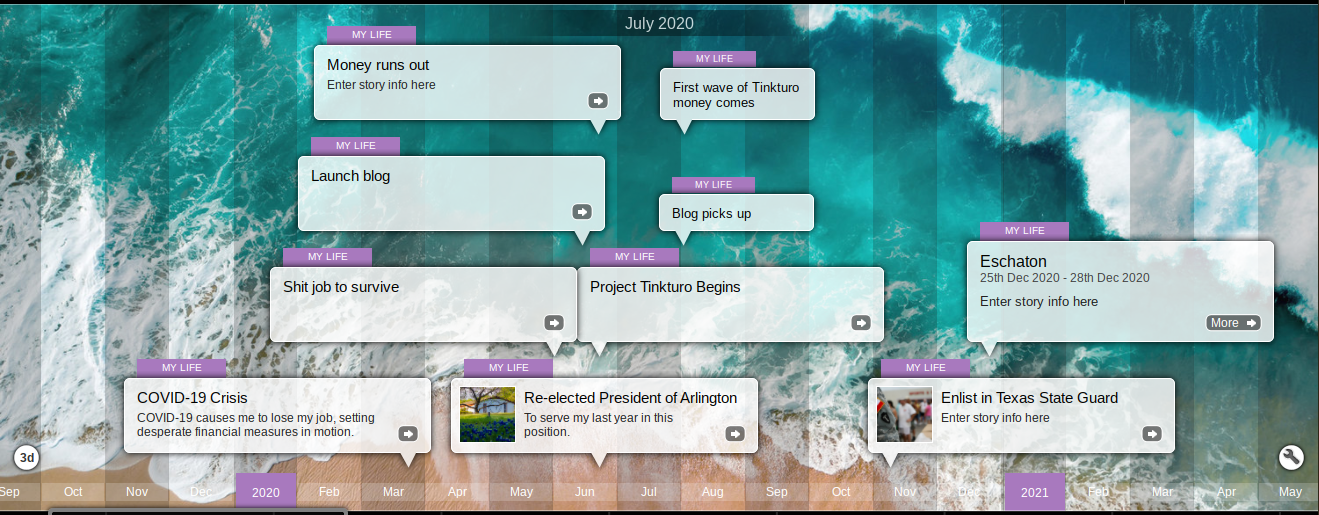 July 2020
MY LIFE
Money runs out
Enter story info here
MY LIFE
First wave of Tinkturo
money comes
MY LIFE
Launch blog
MY LIFE
Blog picks up
MY LIFE
Shit job to survive
MY LIFE
Project Tinkturo Begins
MY LIFE
Eschaton
25th Dec 2020 - 28th Dec 2020
Enter story info here
More
MY LIFE
COVID-19 Crisis
COVID-19 causes me to lose my job, setting
desperate financial measures in motion.
MY LIFE
Re-elected President of Arlington
To serve my last year in this
position.
MY LIFE
Enlist in Texas State Guard
Enter story info here
3d
Sep Oct Nov Dec 2020 Feb Mar Apr May Jun Jul Aug Sep Oct Nov Dec 2021 Feb Mar Apr May